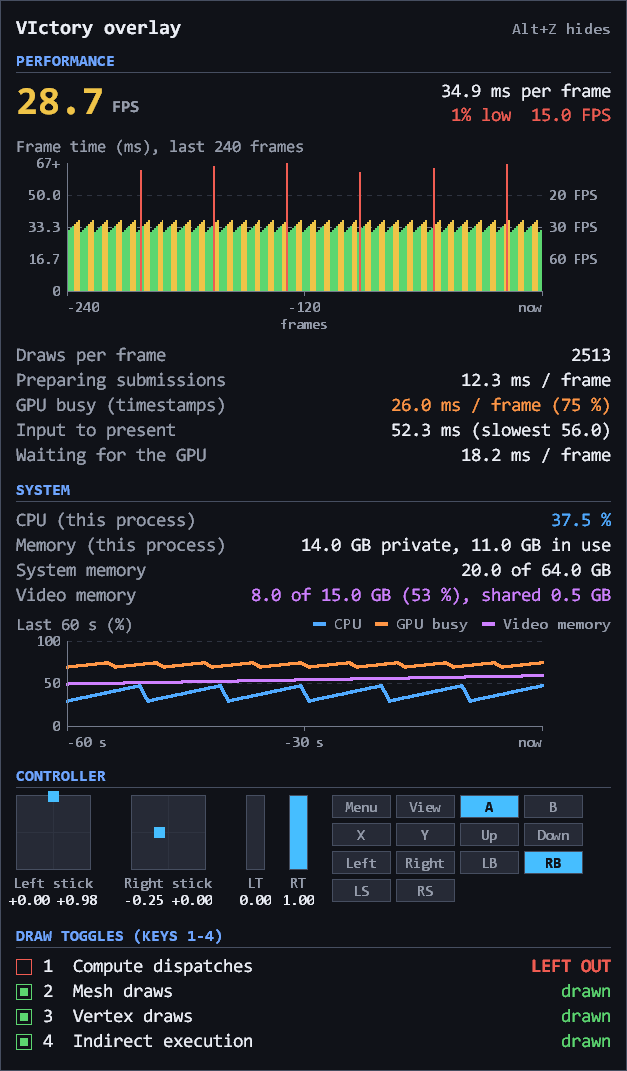 VIctory overlay Alt+Z hides
PERFORMANCE
28.7 FPS 34.9 ms per frame
1% low 15.0 FPS
Frame time (ms), last 240 frames
67+
50.0 20 FPS
33.3 30 FPS
16.7 60 FPS
0
-240 -120 now
frames
Draws per frame 2513
Preparing submissions 12.3 ms / frame
GPU busy (timestamps) 26.0 ms / frame (75 %)
Input to present 52.3 ms (slowest 56.0)
Waiting for the GPU 18.2 ms / frame
SYSTEM
CPU (this process) 37.5 %
Memory (this process) 14.0 GB private, 11.0 GB in use
System memory 20.0 of 64.0 GB
Video memory 8.0 of 15.0 GB (53 %), shared 0.5 GB
Last 60 s (%) CPU GPU busy Video memory
100
50
0
-60 s -30 s now
CONTROLLER
Menu View A B
X Y Up Down
Left Right LB RB
LS RS
Left stick Right stick LT RT
+0.00 +0.98 -0.25 +0.00 0.00 1.00
DRAW TOGGLES (KEYS 1-4)
1 Compute dispatches LEFT OUT
2 Mesh draws drawn
3 Vertex draws drawn
4 Indirect execution drawn